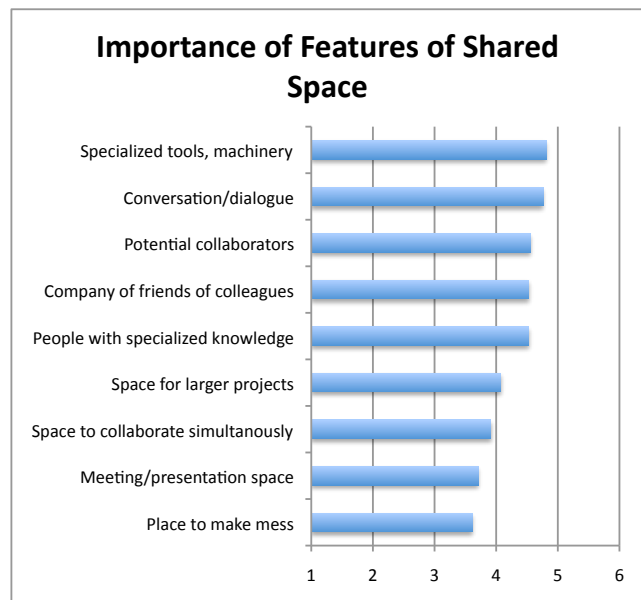 Importance of Features of Shared
Space
Specialized tools, machinery
Conversation/dialogue
Potential collaborators
Company of friends of colleagues
People with specialized knowledge
Space for larger projects
Space to collaborate simultanously
Meeting/presentation space
Place to make mess
1 2 3 4 5 6